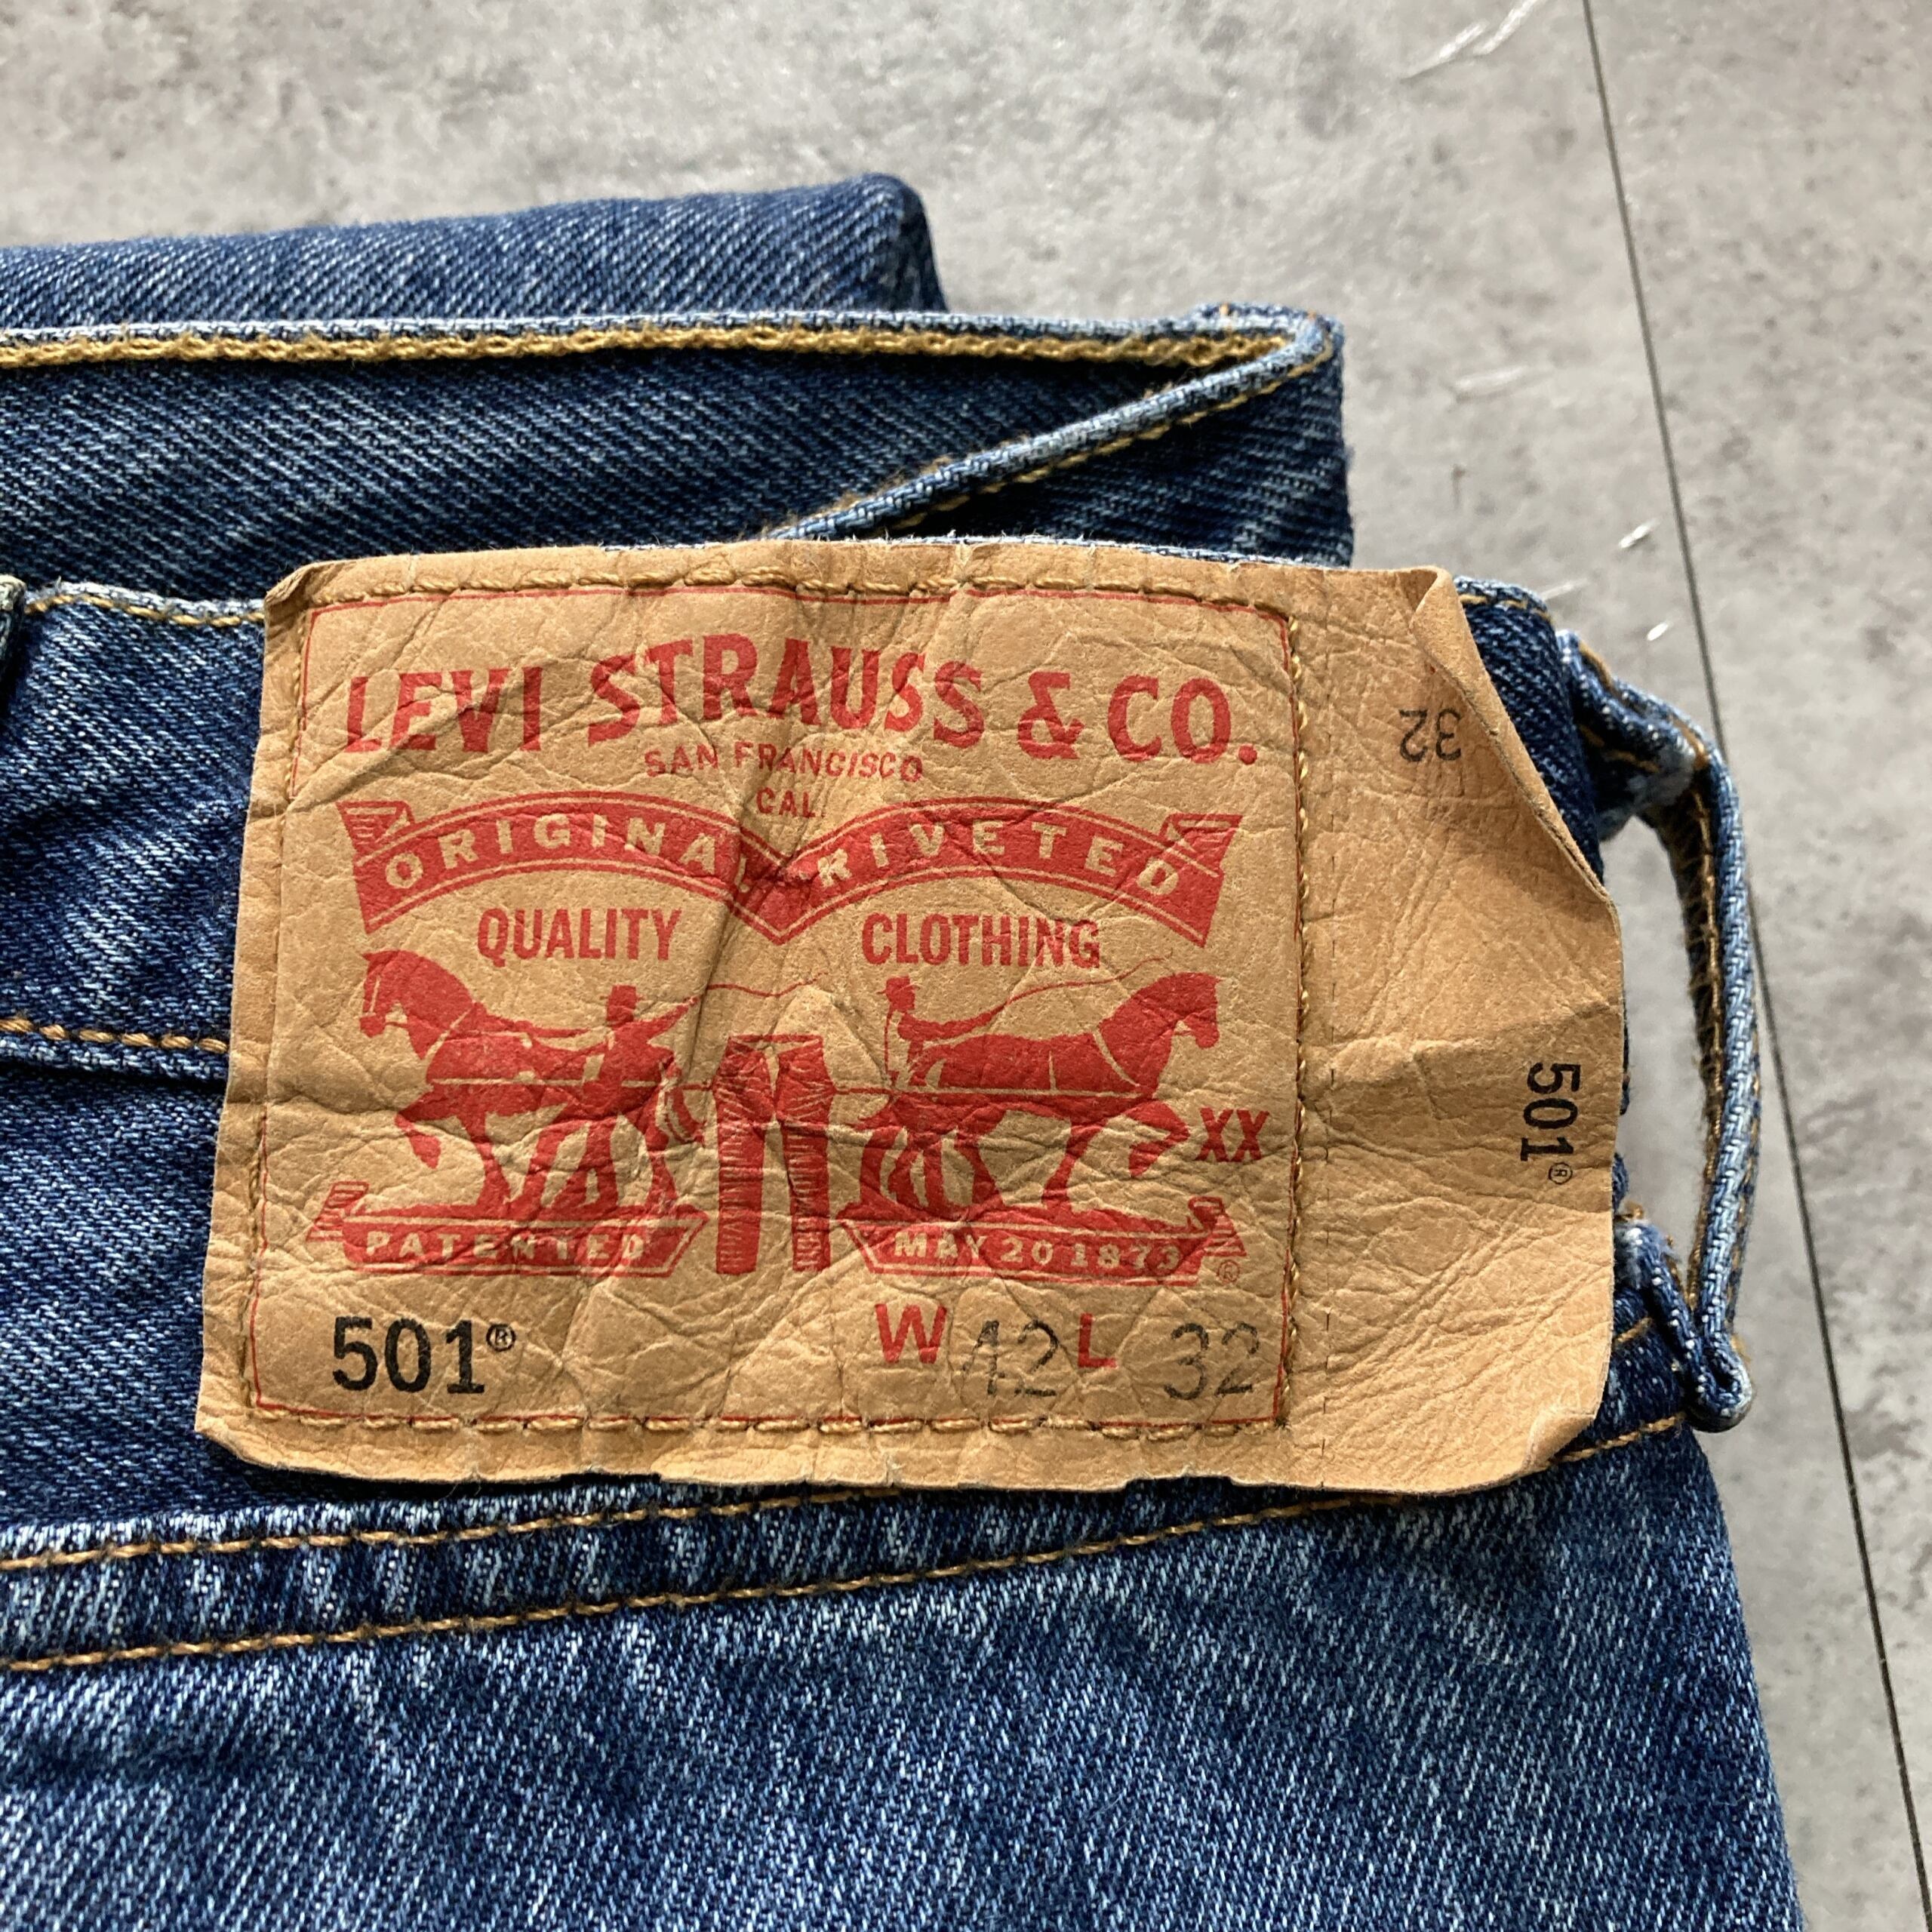 LEVI STRAUSS & CO.
SAN FRANCISCO
CAL.
ORIGINAL RIVETED
QUALITY CLOTHING
XX
PATENTED MAY 20 1873 ®
501® W 42 L 32
32
501®